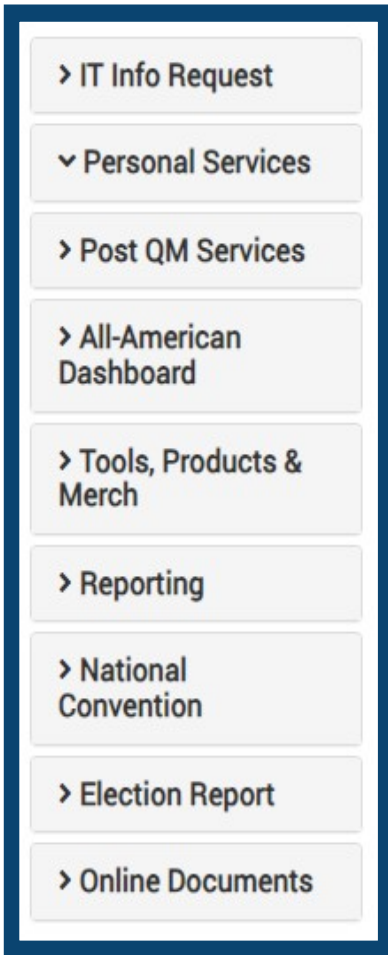 IT Info Request
Personal Services
Post QM Services
All-American
Dashboard
Tools, Products &
Merch
Reporting
National
Convention
Election Report
Online Documents